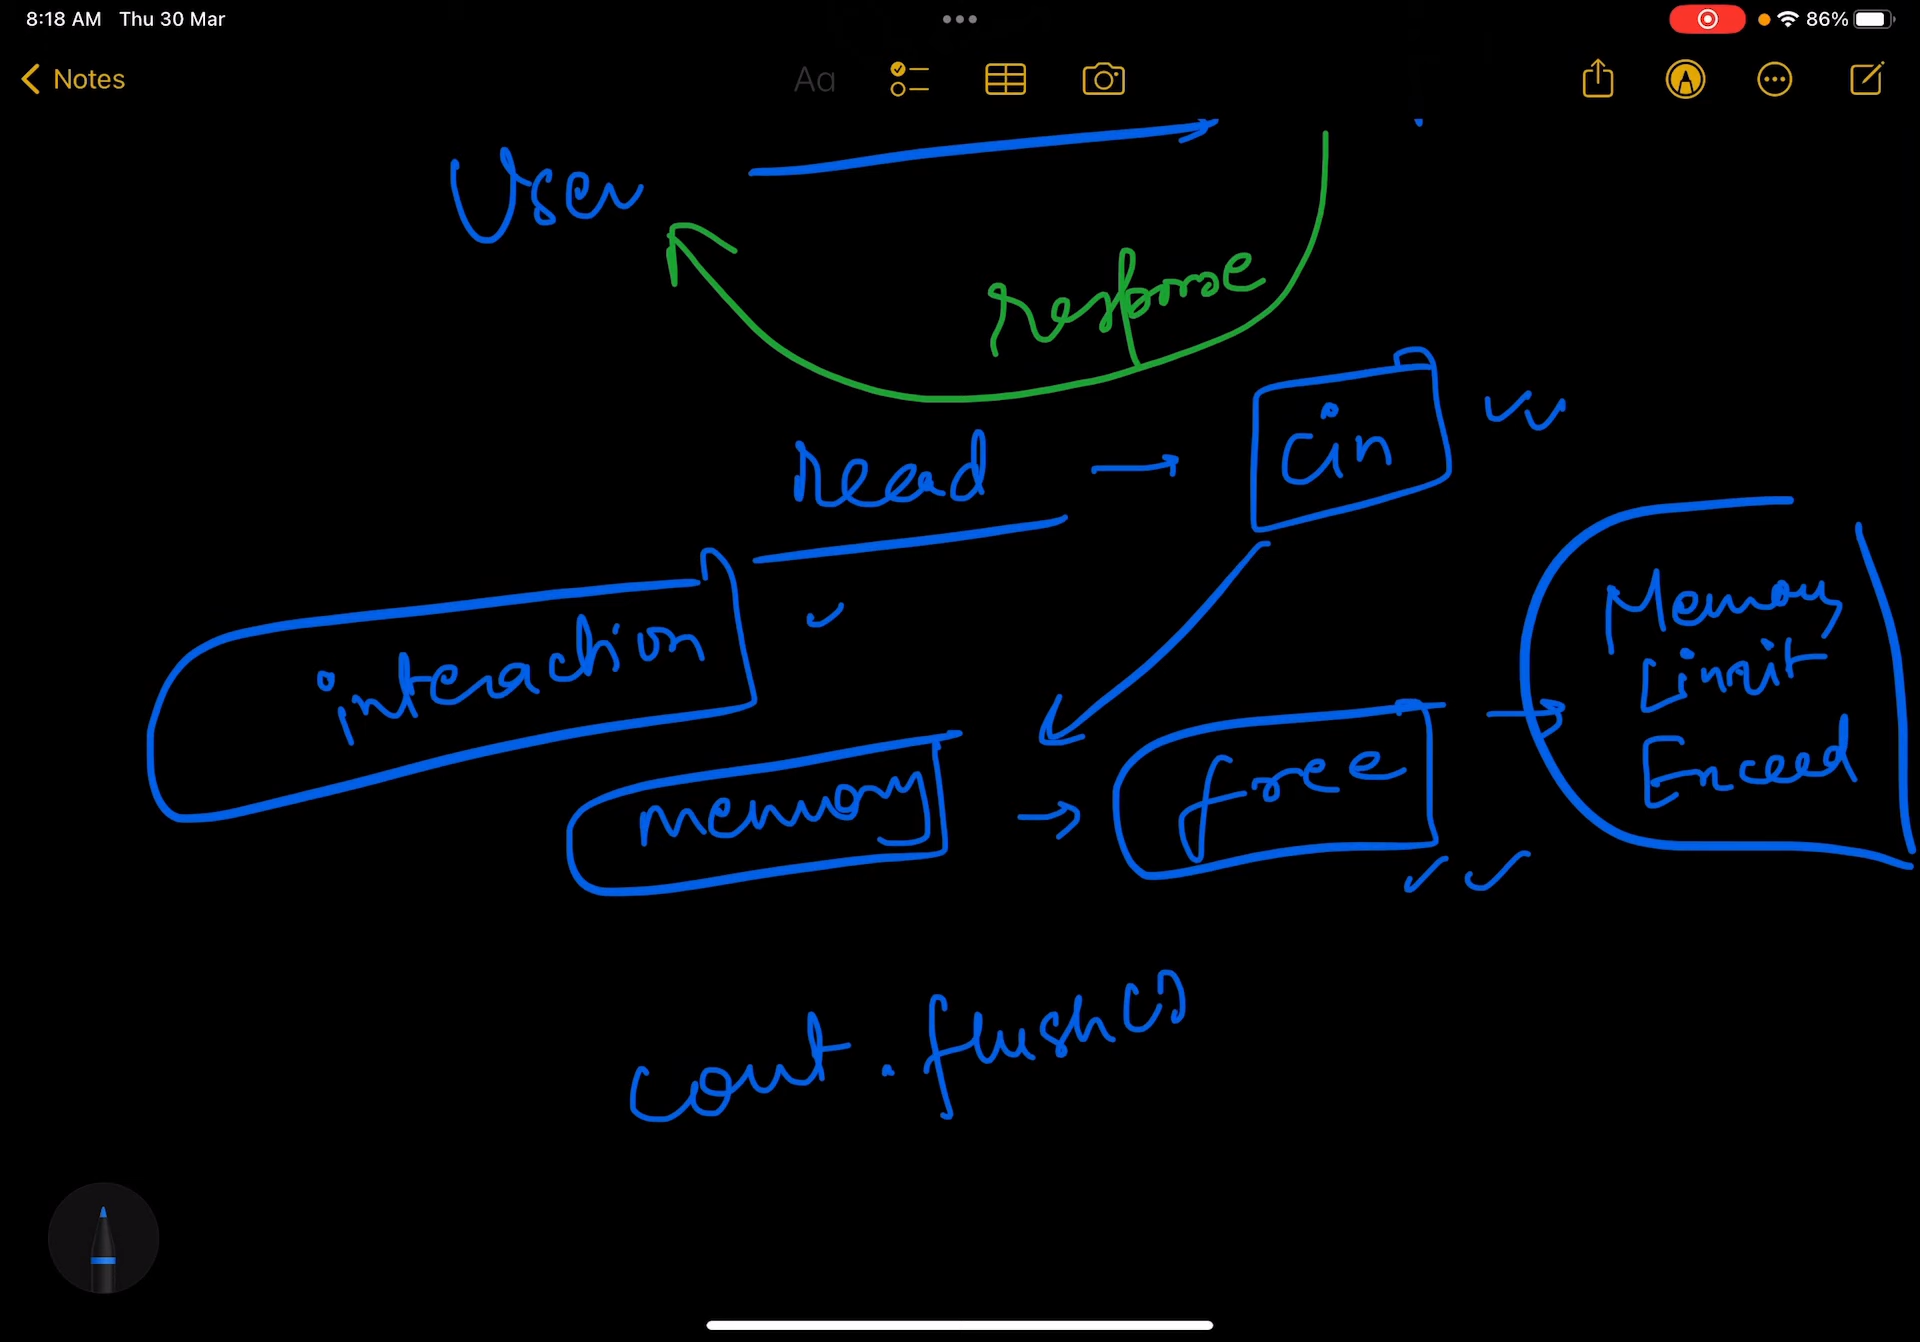 8:18 AM Thu 30 Mar
86%
Notes
Aa
User
response
read → cin
interaction
memory → free → Memory
Limit
Exceed
cout.flush()